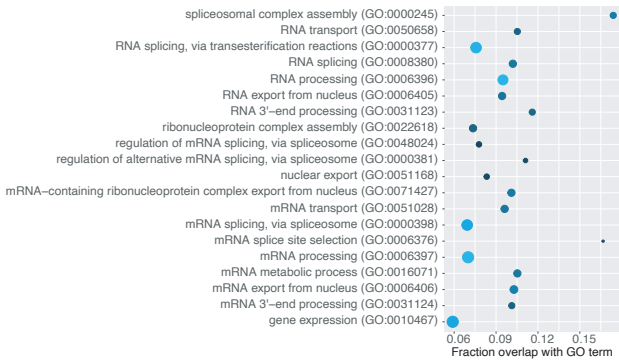 spliceosomal complex assembly (GO:0000245)
RNA transport (GO:0050658)
RNA splicing, via transesterification reactions (GO:0000377)
RNA splicing (GO:0008380)
RNA processing (GO:0006396)
RNA export from nucleus (GO:0006405)
RNA 3'−end processing (GO:0031123)
ribonucleoprotein complex assembly (GO:0022618)
regulation of mRNA splicing, via spliceosome (GO:0048024)
regulation of alternative mRNA splicing, via spliceosome (GO:0000381)
nuclear export (GO:0051168)
mRNA−containing ribonucleoprotein complex export from nucleus (GO:0071427)
mRNA transport (GO:0051028)
mRNA splicing, via spliceosome (GO:0000398)
mRNA splice site selection (GO:0006376)
mRNA processing (GO:0006397)
mRNA metabolic process (GO:0016071)
mRNA export from nucleus (GO:0006406)
mRNA 3'−end processing (GO:0031124)
gene expression (GO:0010467)
0.06 0.09 0.12 0.15
Fraction overlap with GO term